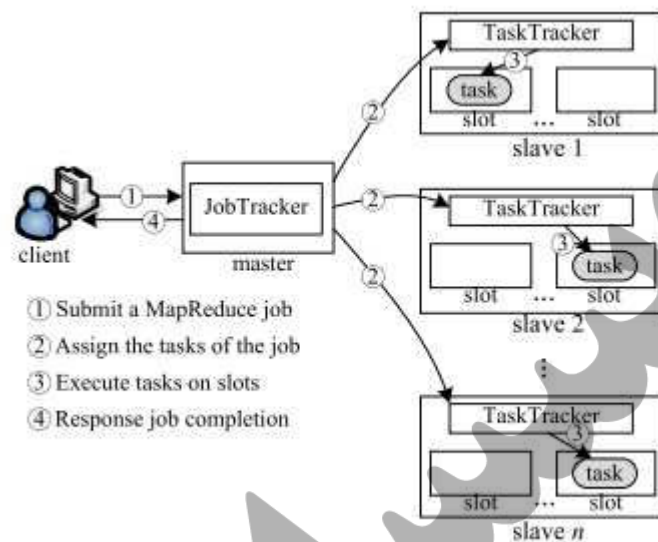 TaskTracker
③
task
slot ... slot
slave 1
②
① 
④
JobTracker
master
client
②
TaskTracker
③
task
slot ... slot
slave 2
②
⋮
TaskTracker
③
task
slot ... slot
slave n
① Submit a MapReduce job
② Assign the tasks of the job
③ Execute tasks on slots
④ Response job completion